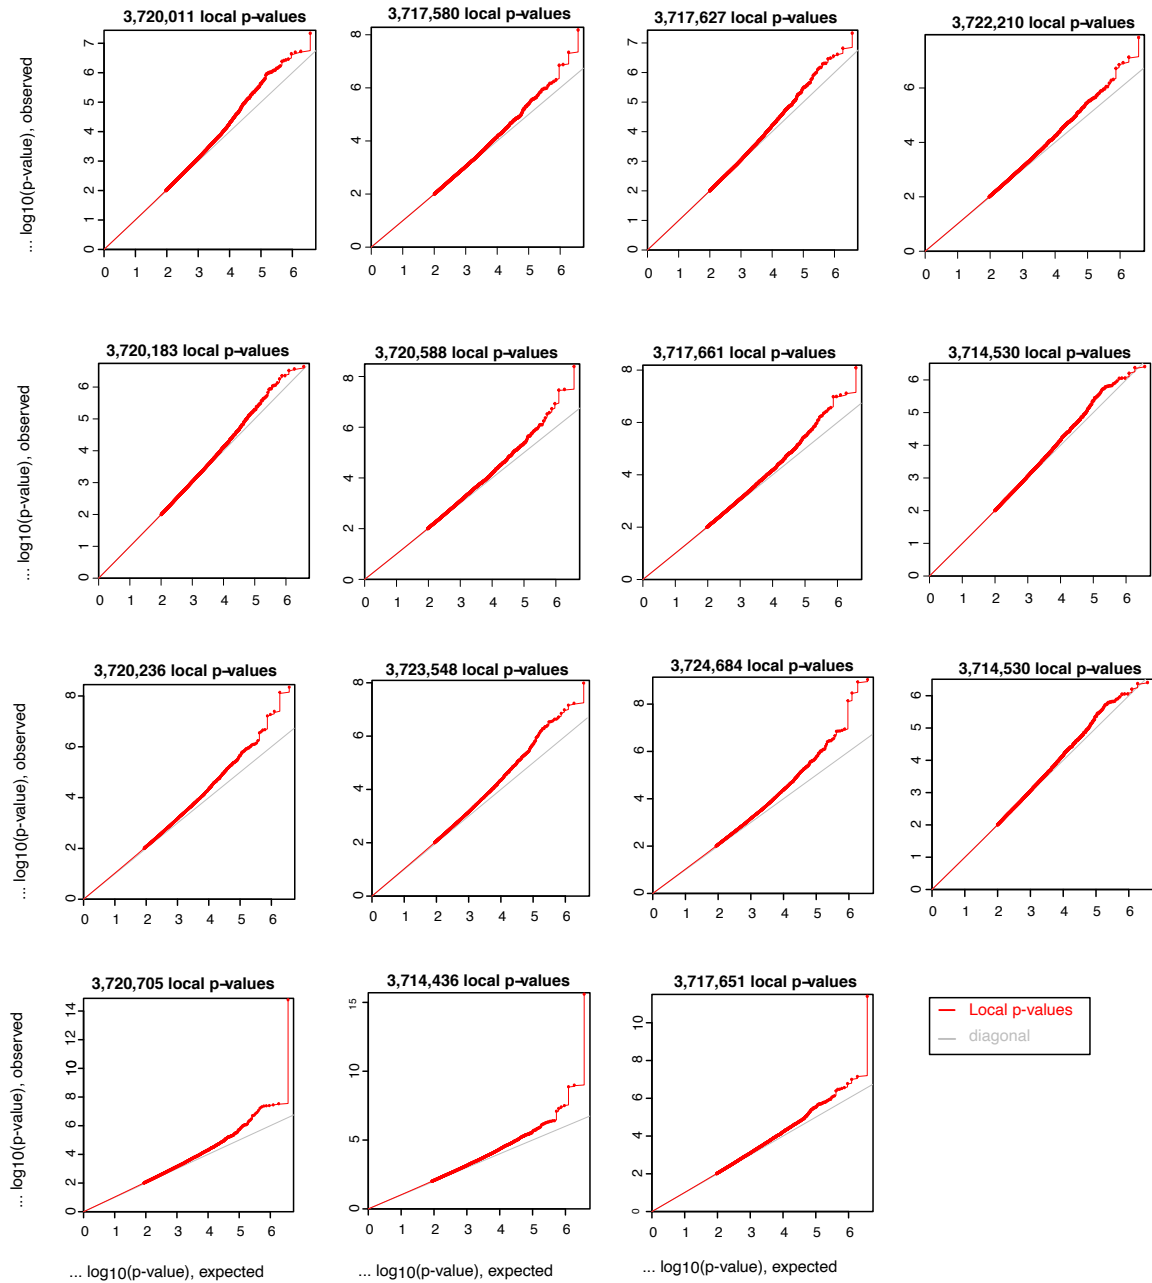 3,720,011 local p-values
3,717,580 local p-values
3,717,627 local p-values
3,722,210 local p-values
... log10(p-value), observed
0 1 2 3 4 5 6 7
0 1 2 3 4 5 6
0 2 4 6 8
0 1 2 3 4 5 6
0 1 2 3 4 5 6 7
0 1 2 3 4 5 6
0 2 4 6
0 1 2 3 4 5 6
3,720,183 local p-values
3,720,588 local p-values
3,717,661 local p-values
3,714,530 local p-values
... log10(p-value), observed
0 1 2 3 4 5 6
0 1 2 3 4 5 6
0 2 4 6 8
0 1 2 3 4 5 6
0 2 4 6 8
0 1 2 3 4 5 6
0 1 2 3 4 5 6
0 1 2 3 4 5 6
3,720,236 local p-values
3,723,548 local p-values
3,724,684 local p-values
3,714,530 local p-values
... log10(p-value), observed
0 2 4 6 8
0 1 2 3 4 5 6
0 2 4 6 8
0 1 2 3 4 5 6
0 2 4 6 8
0 1 2 3 4 5 6
0 1 2 3 4 5 6
0 1 2 3 4 5 6
3,720,705 local p-values
3,714,436 local p-values
3,717,651 local p-values
... log10(p-value), observed
0 2 4 6 8 10 12 14
0 1 2 3 4 5 6
0 5 10 15
0 1 2 3 4 5 6
0 2 4 6 8 10
0 1 2 3 4 5 6
Local p-values
diagonal
... log10(p-value), expected
... log10(p-value), expected
... log10(p-value), expected